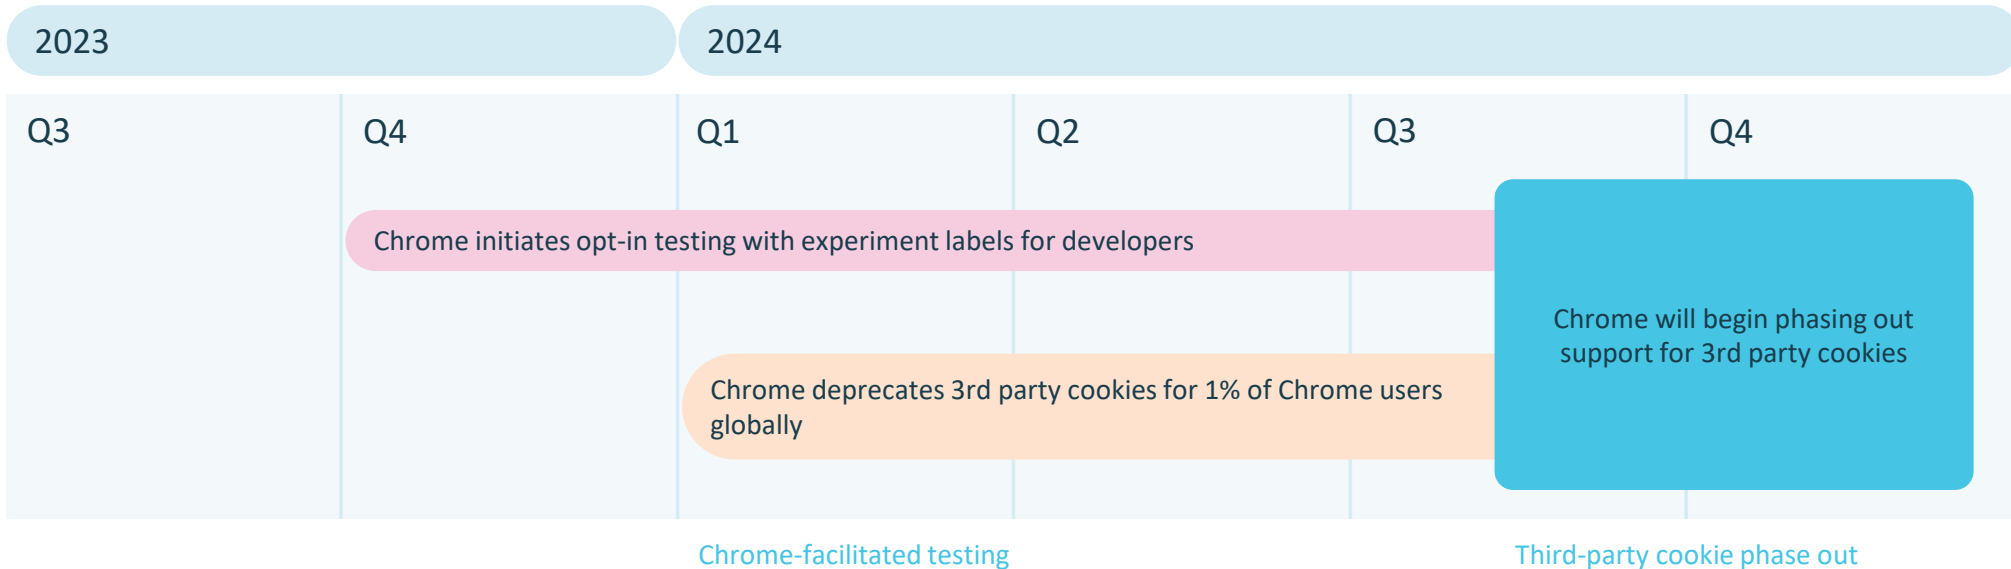 2023
2024
Q3
Q4
Q1
Q2
Q3
Q4
Chrome initiates opt-in testing with experiment labels for developers
Chrome deprecates 3rd party cookies for 1% of Chrome users
globally
Chrome will begin phasing out
support for 3rd party cookies
Chrome-facilitated testing
Third-party cookie phase out